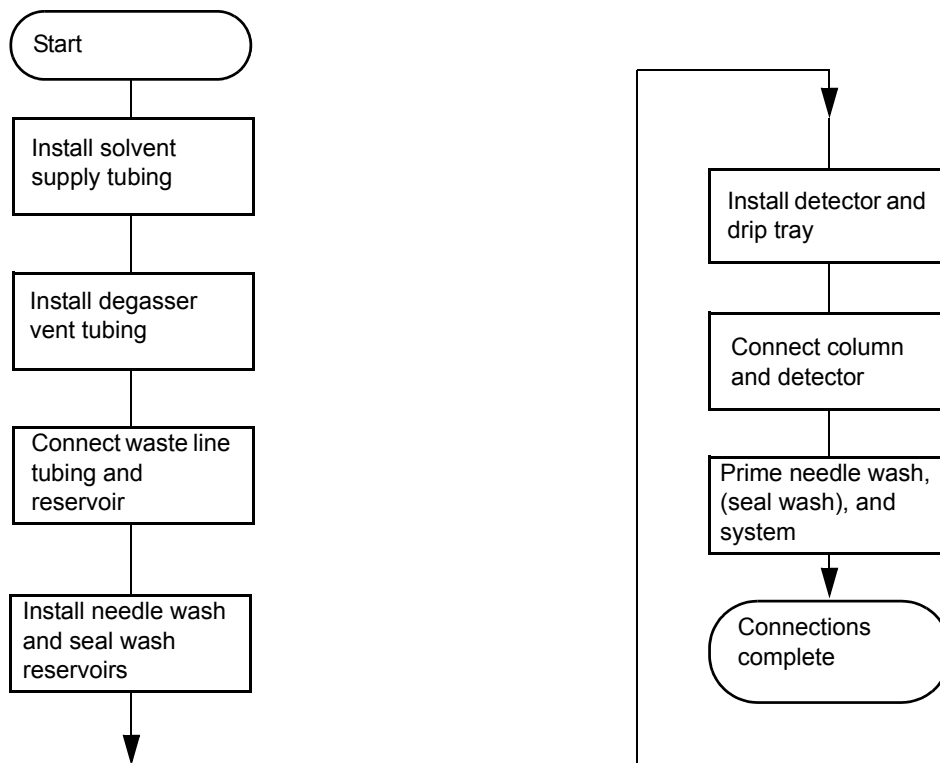 Start
Install solvent
supply tubing
Install degasser
vent tubing
Connect waste line
tubing and
reservoir
Install needle wash
and seal wash
reservoirs
Install detector and
drip tray
Connect column
and detector
Prime needle wash,
(seal wash), and
system
Connections
complete